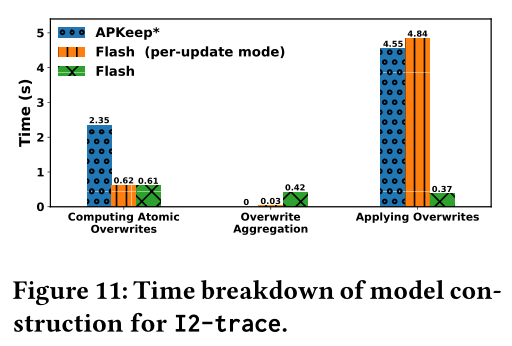 APKeep*
Flash (per-update mode)
Flash
Time (s)
5
4
3
2
1
0
2.35
0.62
0.61
0
0.03
0.42
4.55
4.84
0.37
Computing Atomic
Overwrites
Overwrite
Aggregation
Applying Overwrites
Figure 11: Time breakdown of model con-
struction for I2-trace.